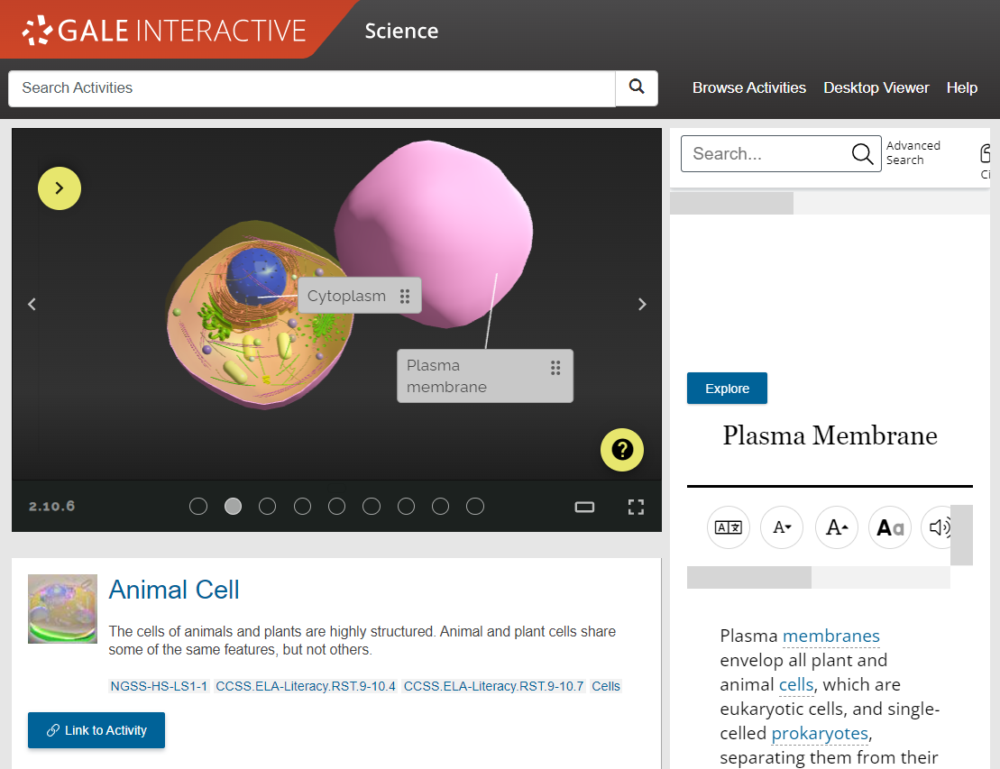 GALE INTERACTIVE
Science
Search Activities
Browse Activities Desktop Viewer Help
Cytoplasm
Plasma
membrane
2.10.6
Animal Cell
The cells of animals and plants are highly structured. Animal and plant cells share
some of the same features, but not others.
NGSS-HS-LS1-1 CCSS.ELA-Literacy.RST.9-10.4 CCSS.ELA-Literacy.RST.9-10.7 Cells
Link to Activity
Search...
Advanced
Search
Ci
Explore
Plasma Membrane
A
A
Aa
Plasma membranes
envelop all plant and
animal cells, which are
eukaryotic cells, and single-
celled prokaryotes,
separating them from their